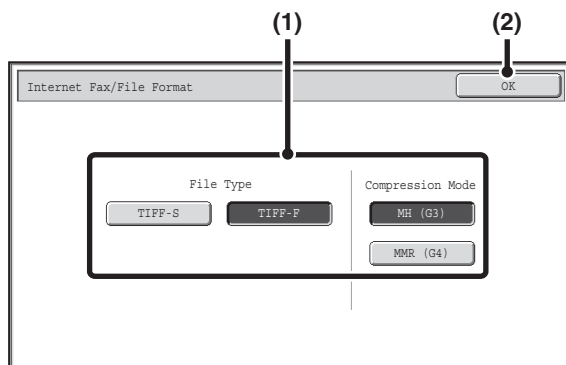 (1) (2)
Internet Fax/File Format OK
File Type Compression Mode
TIFF-S TIFF-F MH (G3)
MMR (G4)